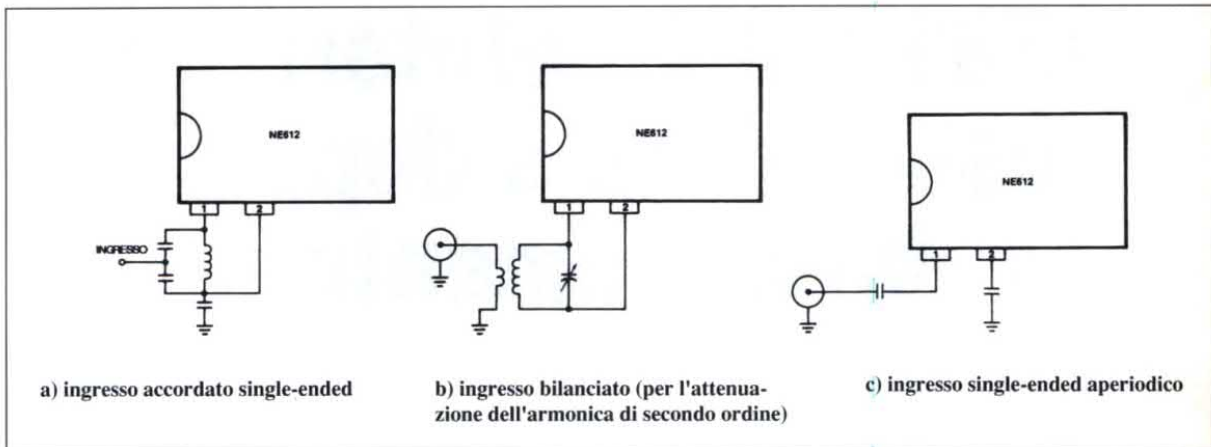 NE612
1 2
INGRESSO
a) ingresso accordato single-ended
NE612
1 2
b) ingresso bilanciato (per l'attenua-
zione dell'armonica di secondo ordine)
NE612
1 2
c) ingresso single-ended aperiodico